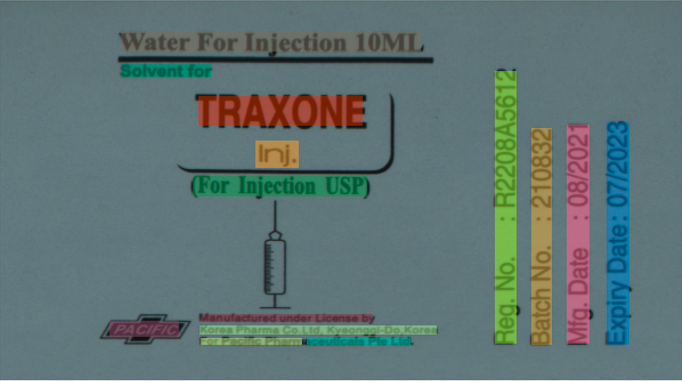 Water For Injection 10ML
Solvent for
TRAXONE
Inj.
(For Injection USP)
PACIFIC
Manufactured under License by
Korea Pharma Co.Ltd, Kyeonggi-Do,Korea
For Pacific Pharmaceuticals Pte Ltd.
Reg. No. : R2208A5612
Batch No. : 210832
Mfg. Date : 08/2021
Expiry Date : 07/2023